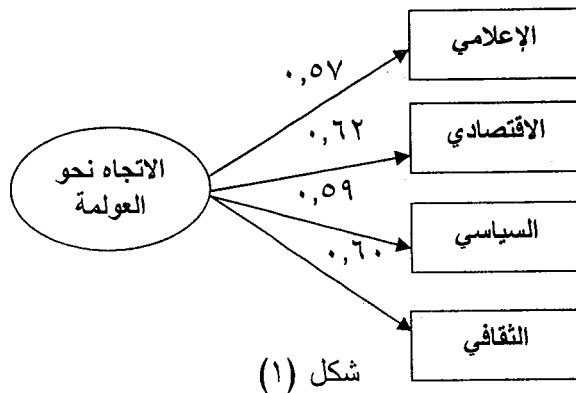 الإعلامي
٠,٥٧
الاقتصادي
٠,٦٢
الاتجاه نحو
العولمة
٠,٥٩
السياسي
٠,٦٠
الثقافي
شكل (١)